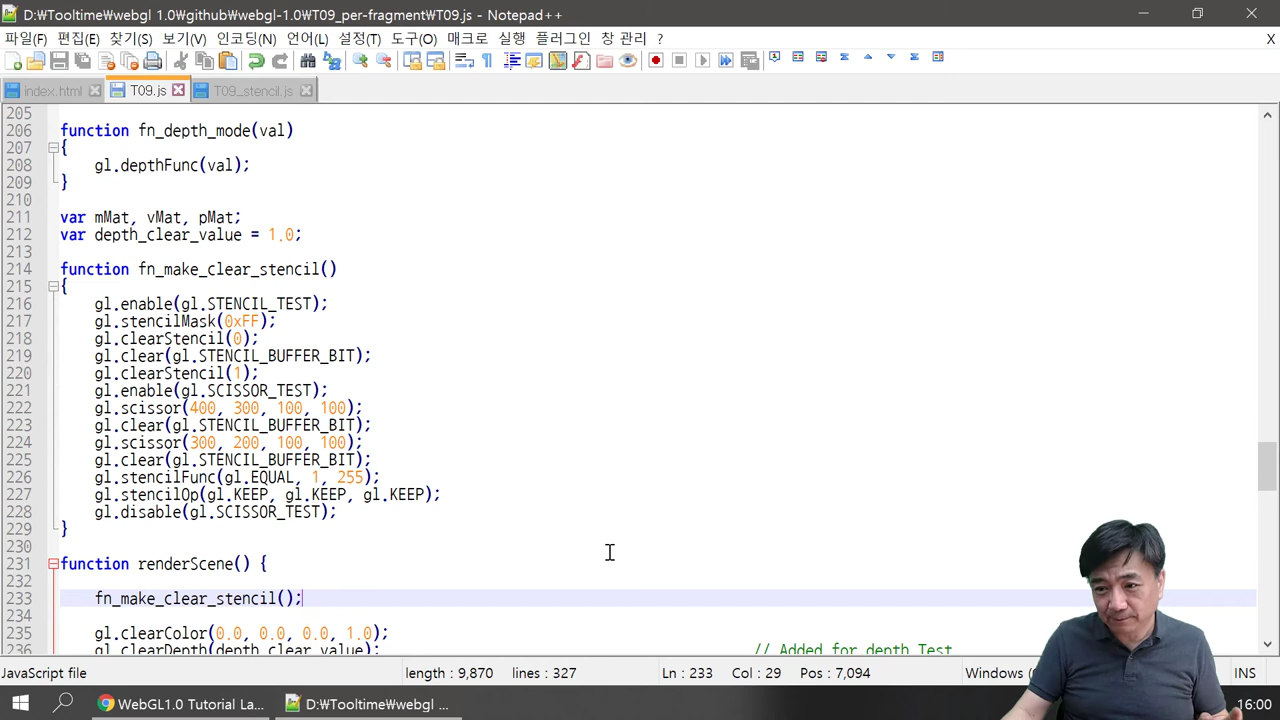 D:₩Tooltime₩webgl 1.0₩github₩webgl-1.0₩T09_per-fragment₩T09.js - Notepad++
파일(F) 편집(E) 찾기(S) 보기(V) 인코딩(N) 언어(L) 설정(T) 도구(O) 매크로 실행 플러그인 창 관리 ? X
index.html T09.js T09_stencil.js
205
206 function fn_depth_mode(val)
207 {
208 gl.depthFunc(val);
209 }
210
211 var mMat, vMat, pMat;
212 var depth_clear_value = 1.0;
213
214 function fn_make_clear_stencil()
215 {
216 gl.enable(gl.STENCIL_TEST);
217 gl.stencilMask(0xFF);
218 gl.clearStencil(0);
219 gl.clear(gl.STENCIL_BUFFER_BIT);
220 gl.clearStencil(1);
221 gl.enable(gl.SCISSOR_TEST);
222 gl.scissor(400, 300, 100, 100);
223 gl.clear(gl.STENCIL_BUFFER_BIT);
224 gl.scissor(300, 200, 100, 100);
225 gl.clear(gl.STENCIL_BUFFER_BIT);
226 gl.stencilFunc(gl.EQUAL, 1, 255);
227 gl.stencilOp(gl.KEEP, gl.KEEP, gl.KEEP);
228 gl.disable(gl.SCISSOR_TEST);
229 }
230
231 function renderScene() {
232
233 fn_make_clear_stencil();
234
235 gl.clearColor(0.0, 0.0, 0.0, 1.0);
236 gl.clearDepth(depth_clear_value); // Added for depth Test
JavaScript file length : 9,870 lines : 327 Ln : 233 Col : 29 Pos : 7,094 Windows INS
WebGL1.0 Tutorial La... D:₩Tooltime₩webgl ... 16:00